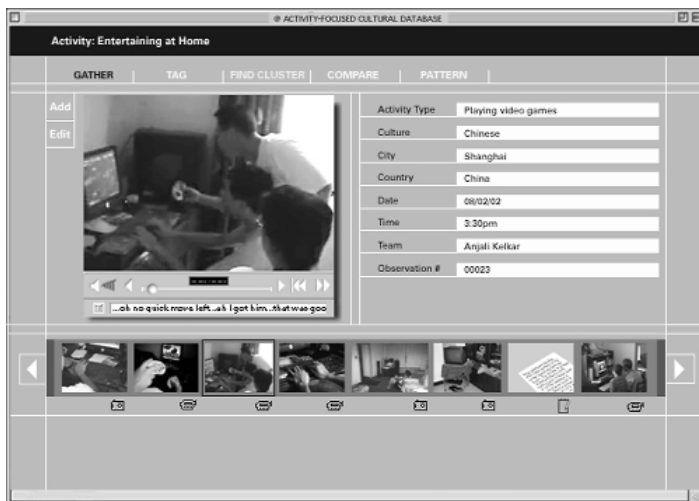 @ ACTIVITY-FOCUSED CULTURAL DATABASE
Activity: Entertaining at Home
GATHER | TAG | FIND CLUSTER | COMPARE | PATTERN |
Add
Edit
Activity Type Playing video games
Culture Chinese
City Shanghai
Country China
Date 08/02/02
Time 3:30pm
Team Anjali Kelkar
Observation # 00023
...oh no quick move left...ah I got him...that was goo